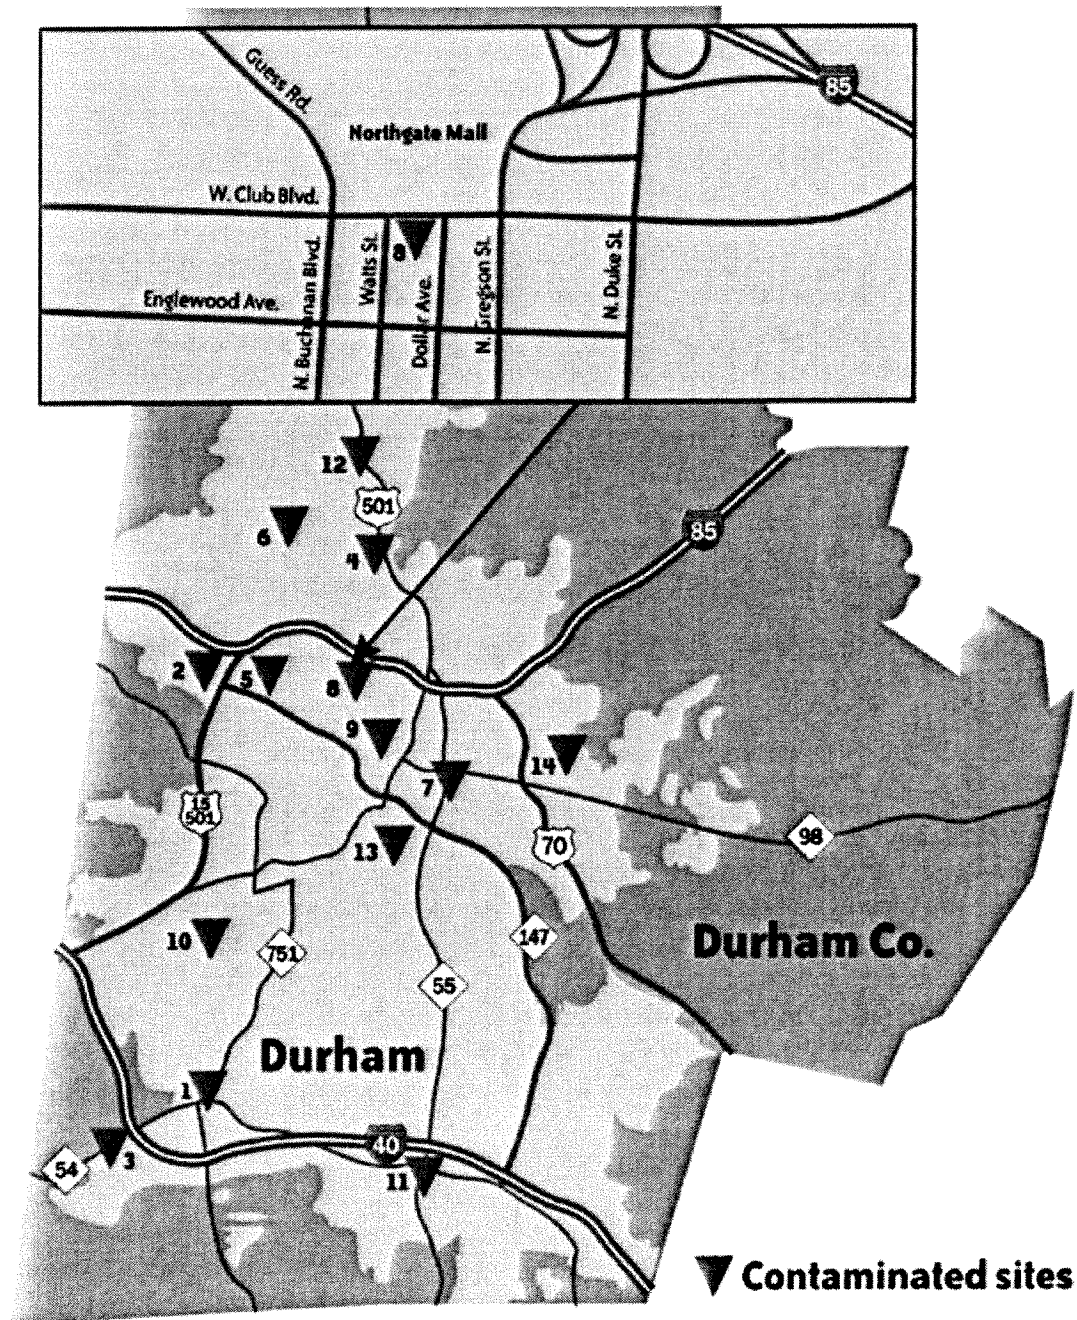 Guess Rd.
85
Northgate Mall
W. Club Blvd.
N. Buchanan Blvd.
Watts St.
8
Dollar Ave.
N. Gregson St.
N. Duke St.
Englewood Ave.
12
501
6
4
85
2
5
8
9
14
7
15
501
13
70
98
10
751
147
Durham Co.
55
Durham
1
40
3
54
11
Contaminated sites